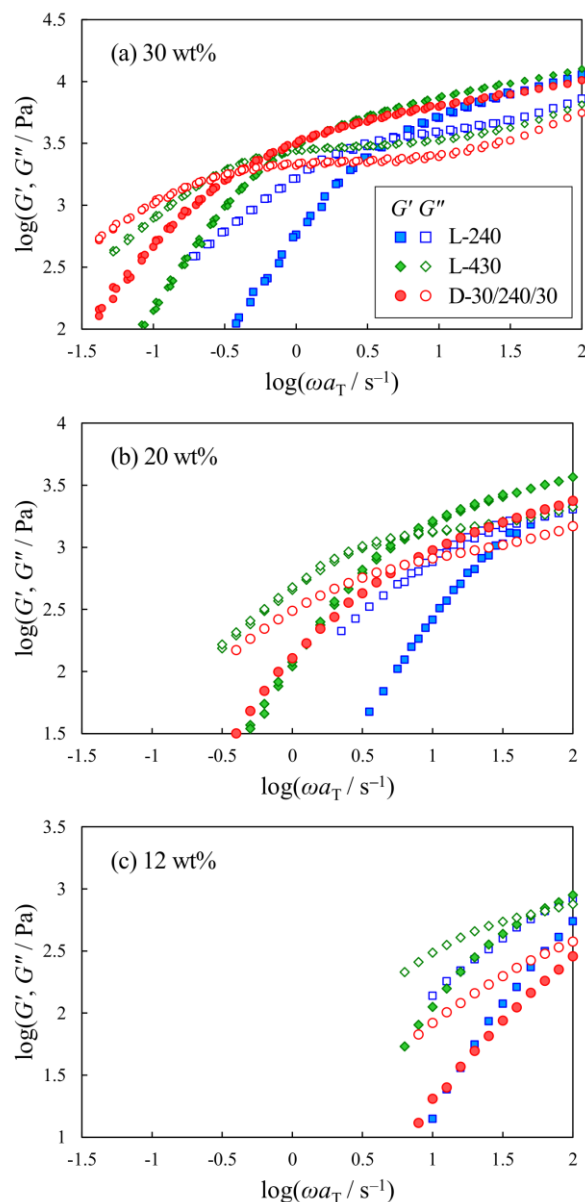 (a) 30 wt%
4.5
4
3.5
3
2.5
2
log(G′, G″ / Pa)
G′ G″
L-240
L-430
D-30/240/30
-1.5 -1 -0.5 0 0.5 1 1.5 2
log(ωaT / s⁻¹)
(b) 20 wt%
4
3.5
3
2.5
2
1.5
log(G′, G″ / Pa)
-1.5 -1 -0.5 0 0.5 1 1.5 2
log(ωaT / s⁻¹)
(c) 12 wt%
3.5
3
2.5
2
1.5
1
log(G′, G″ / Pa)
-1.5 -1 -0.5 0 0.5 1 1.5 2
log(ωaT / s⁻¹)